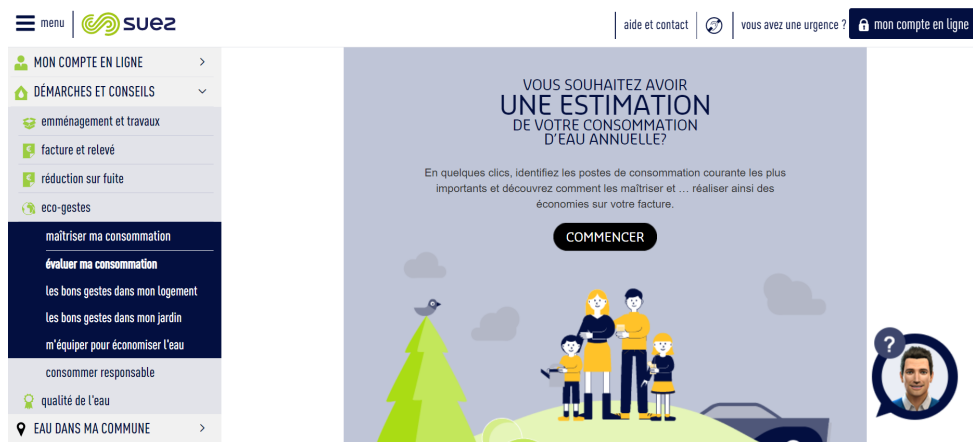 menu
suez
aide et contact
vous avez une urgence ?
mon compte en ligne
MON COMPTE EN LIGNE
DÉMARCHES ET CONSEILS
emménagement et travaux
facture et relevé
réduction sur fuite
eco-gestes
maîtriser ma consommation
évaluer ma consommation
les bons gestes dans mon logement
les bons gestes dans mon jardin
m'équiper pour économiser l'eau
consommer responsable
qualité de l'eau
EAU DANS MA COMMUNE
VOUS SOUHAITEZ AVOIR
UNE ESTIMATION
DE VOTRE CONSOMMATION
D'EAU ANNUELLE?
En quelques clics, identifiez les postes de consommation courante les plus
importants et découvrez comment les maîtriser et … réaliser ainsi des
économies sur votre facture.
COMMENCER
?